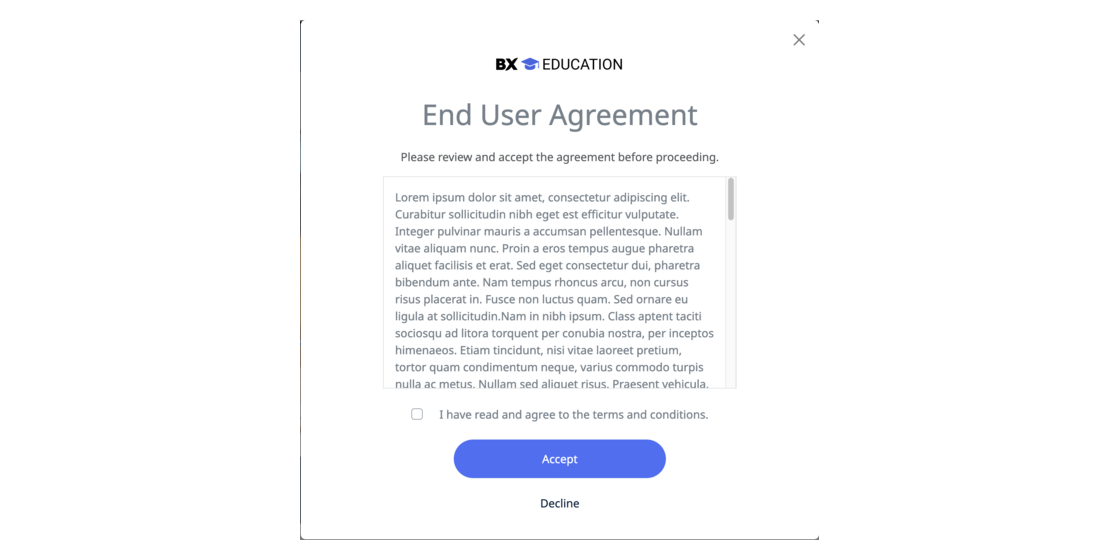 BX EDUCATION
End User Agreement
Please review and accept the agreement before proceeding.
Lorem ipsum dolor sit amet, consectetur adipiscing elit.
Curabitur sollicitudin nibh eget est efficitur vulputate.
Integer pulvinar mauris a accumsan pellentesque. Nullam
vitae aliquam nunc. Proin a eros tempus augue pharetra
aliquet facilisis et erat. Sed eget consectetur dui, pharetra
bibendum ante. Nam tempus rhoncus arcu, non cursus
risus placerat in. Fusce non luctus quam. Sed ornare eu
ligula at sollicitudin.Nam in nibh ipsum. Class aptent taciti
sociosqu ad litora torquent per conubia nostra, per inceptos
himenaeos. Etiam tincidunt, nisi vitae laoreet pretium,
tortor quam condimentum neque, varius commodo turpis
nulla ac metus. Nullam sed aliquet risus. Praesent vehicula,
I have read and agree to the terms and conditions.
Accept
Decline